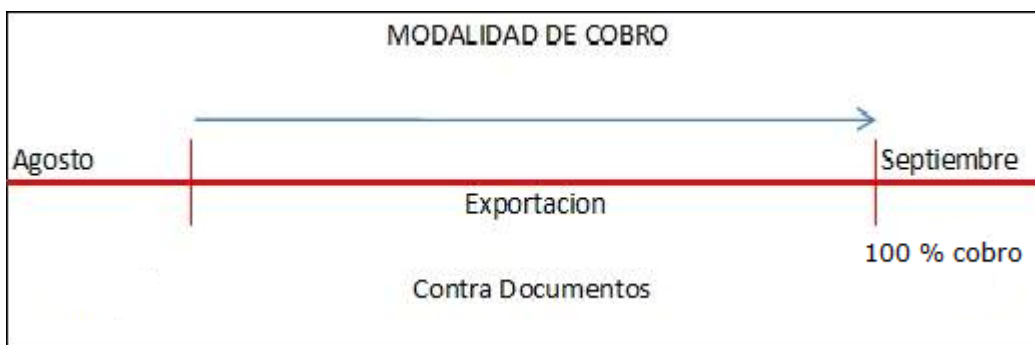 MODALIDAD DE COBRO
Agosto
Septiembre
Exportacion
100 % cobro
Contra Documentos